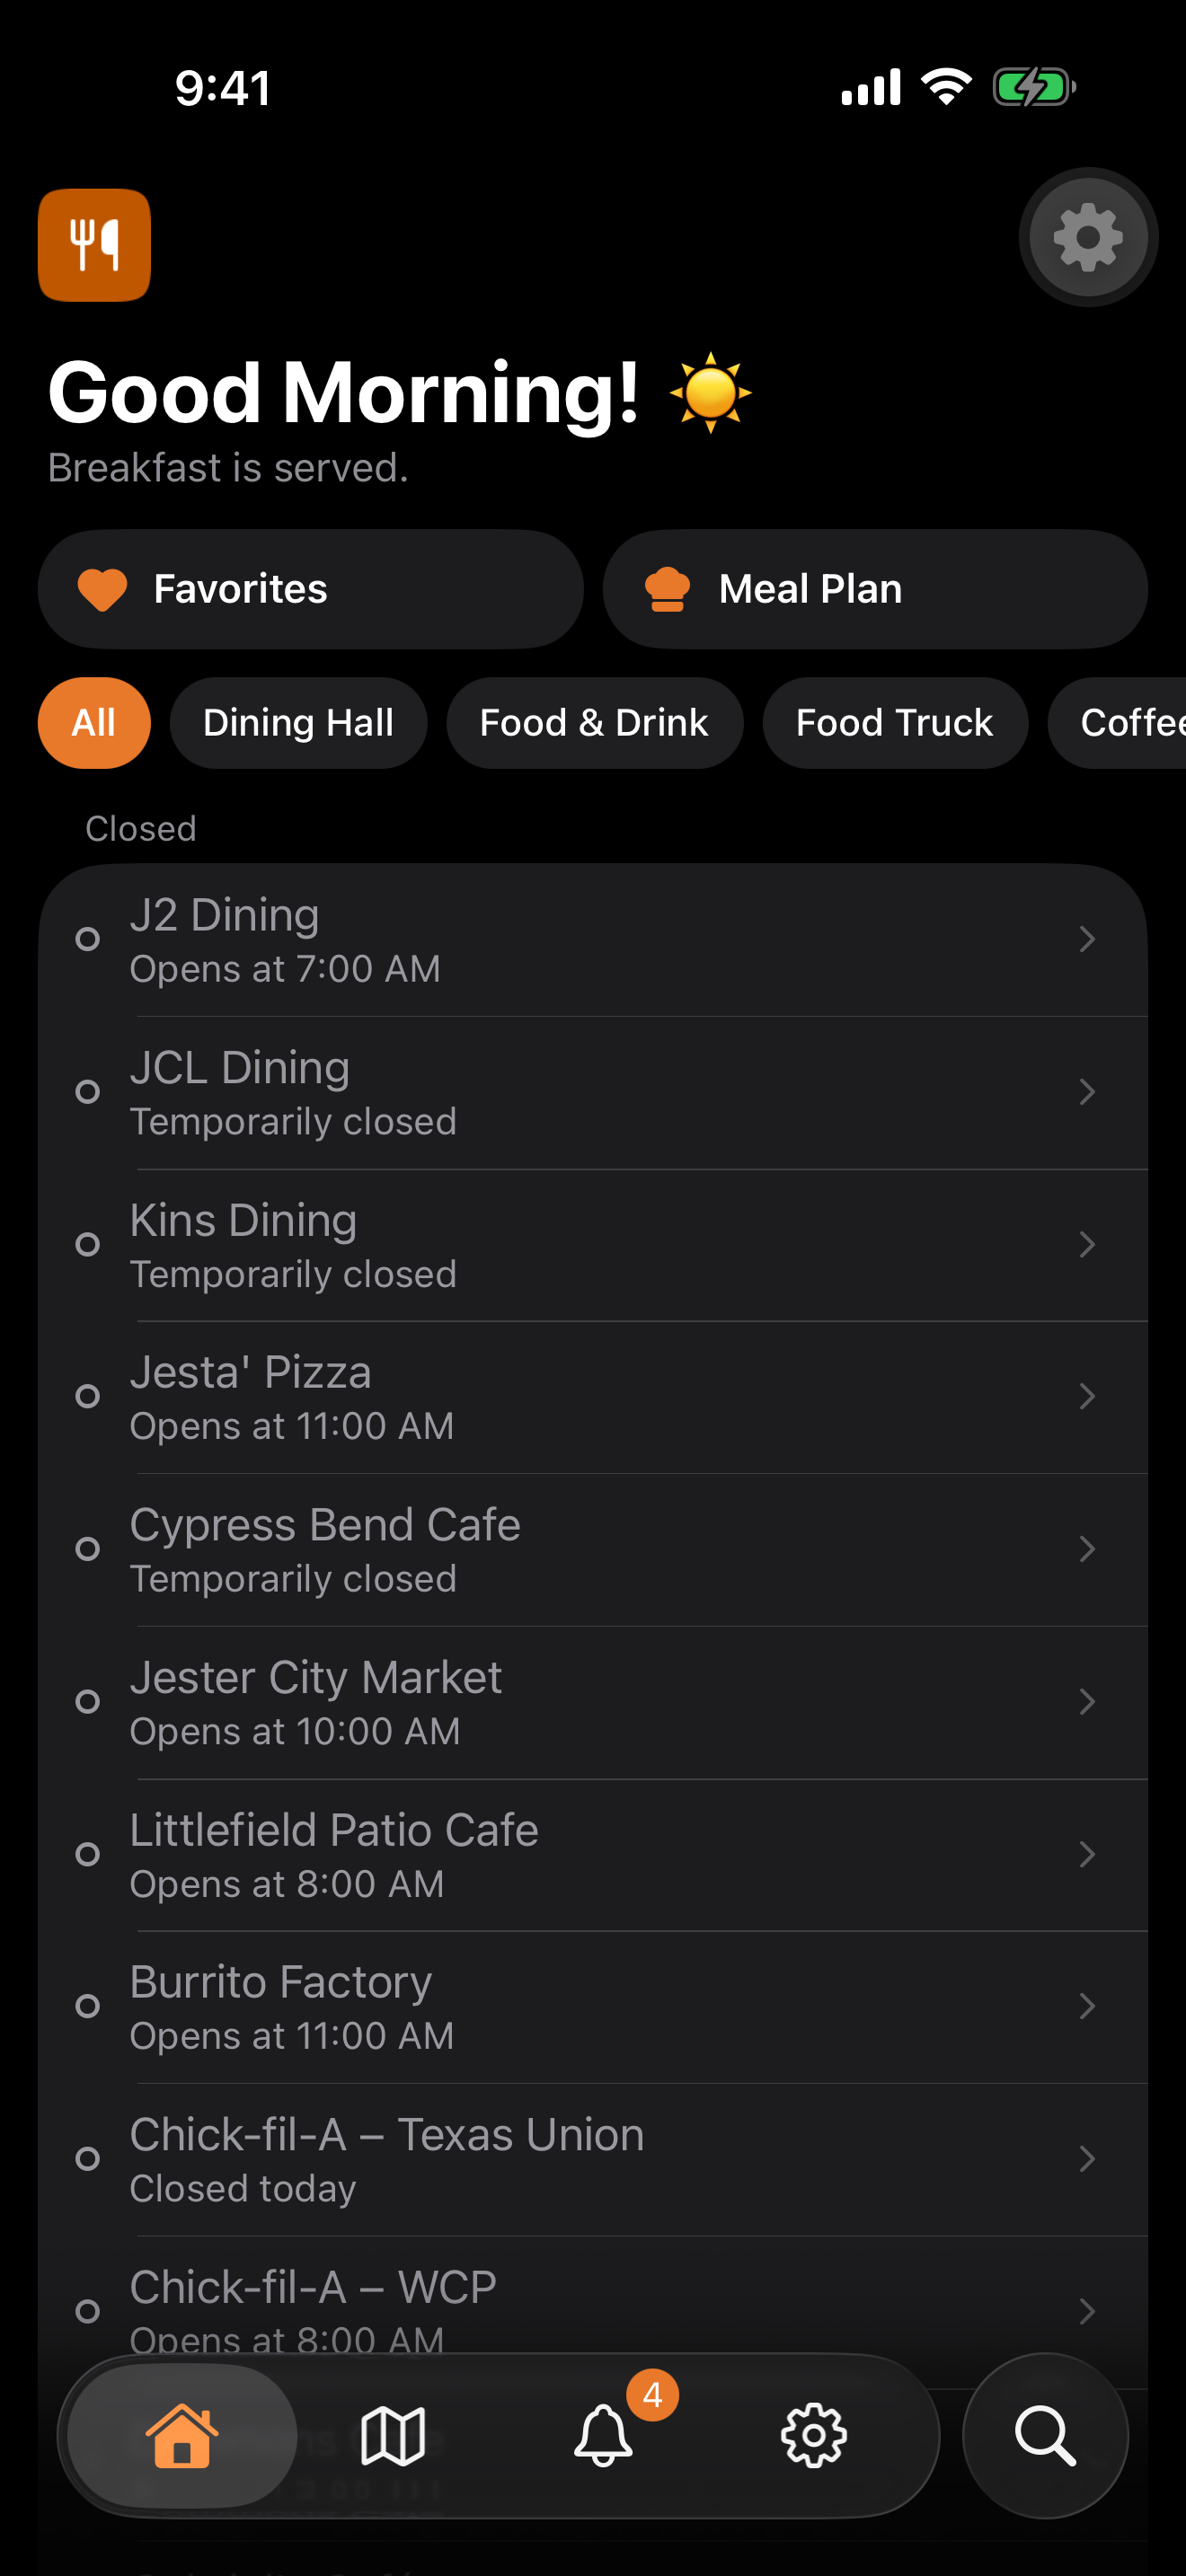 9:41
Good Morning! ☀️
Breakfast is served.
Favorites
Meal Plan
All
Dining Hall
Food & Drink
Food Truck
Coffee
Closed
J2 Dining
Opens at 7:00 AM
JCL Dining
Temporarily closed
Kins Dining
Temporarily closed
Jesta' Pizza
Opens at 11:00 AM
Cypress Bend Cafe
Temporarily closed
Jester City Market
Opens at 10:00 AM
Littlefield Patio Cafe
Opens at 8:00 AM
Burrito Factory
Opens at 11:00 AM
Chick-fil-A – Texas Union
Closed today
Chick-fil-A – WCP
Opens at 8:00 AM
4